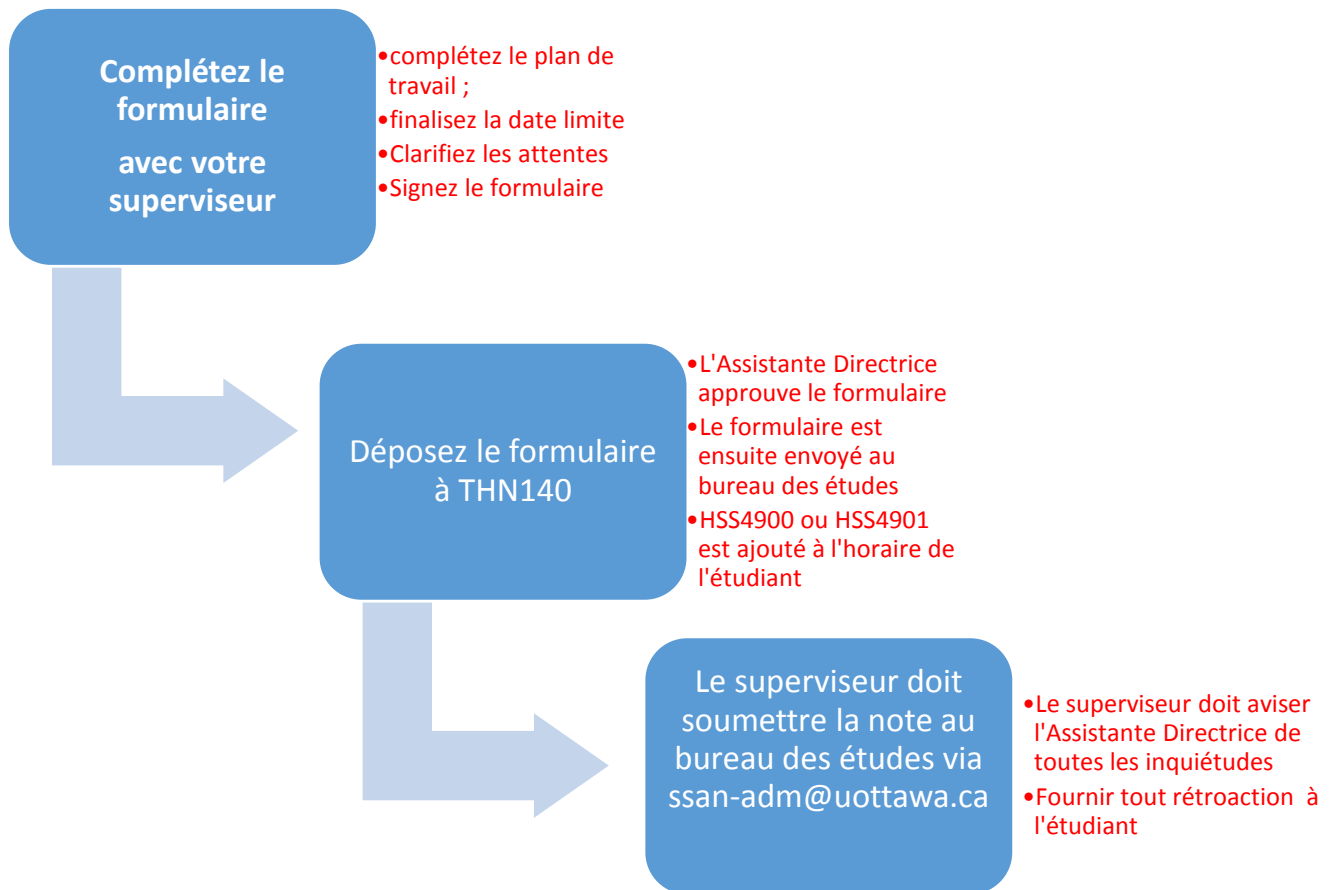 Complétez le
formulaire
avec votre
superviseur
•complétez le plan de
travail ;
•finalisez la date limite
•Clarifiez les attentes
•Signez le formulaire
Déposez le formulaire
à THN140
•L'Assistante Directrice
approuve le formulaire
•Le formulaire est
ensuite envoyé au
bureau des études
•HSS4900 ou HSS4901
est ajouté à l'horaire de
l'étudiant
Le superviseur doit
soumettre la note au
bureau des études via
ssan-adm@uottawa.ca
•Le superviseur doit aviser
l'Assistante Directrice de
toutes les inquiétudes
•Fournir tout rétroaction à
l'étudiant